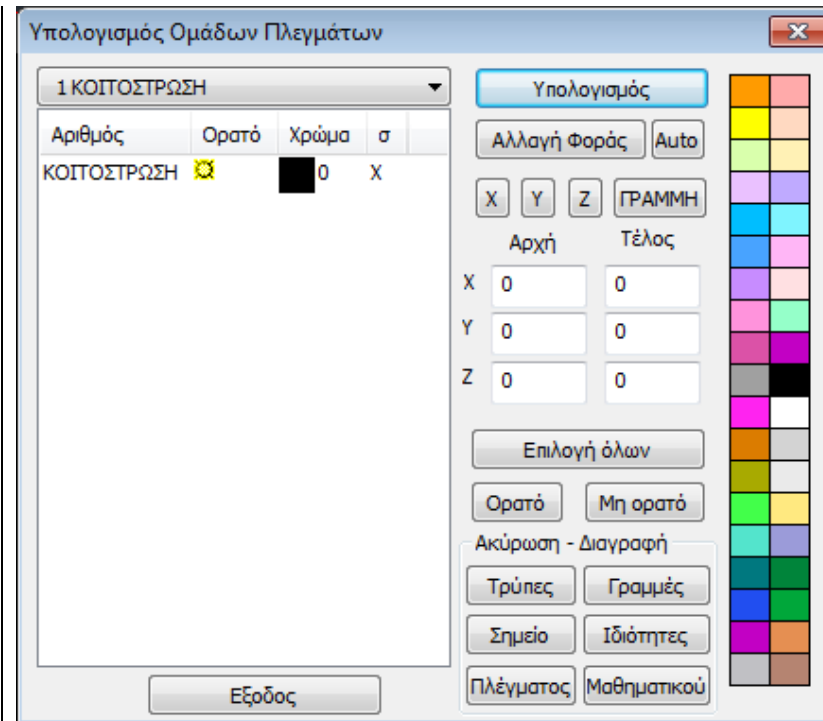 Υπολογισμός Ομάδων Πλεγμάτων
1 ΚΟΙΤΟΣΤΡΩΣΗ
Αριθμός Ορατό Χρώμα σ
ΚΟΙΤΟΣΤΡΩΣΗ 0 X
Υπολογισμός
Αλλαγή Φοράς Auto
X Y Z ΓΡΑΜΜΗ
Αρχή Τέλος
X 0 0
Y 0 0
Z 0 0
Επιλογή όλων
Ορατό Μη ορατό
Ακύρωση - Διαγραφή
Τρύπες Γραμμές
Σημείο Ιδιότητες
Πλέγματος Μαθηματικού
Εξοδος